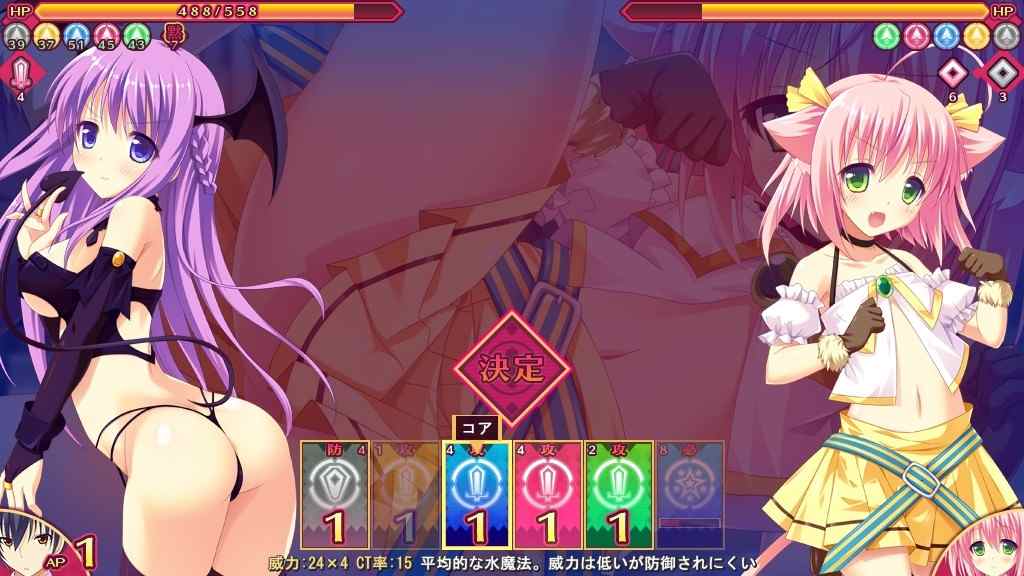 HP 488/558 HP
39 37 51 45 43 7
4 6 3
決定
コア
防 4 1 攻 4 攻 4 攻 2 攻 8 必
1 1 1 1 1
AP 1
威力:24×4 CT率:15 平均的な水魔法。威力は低いが防御されにくい